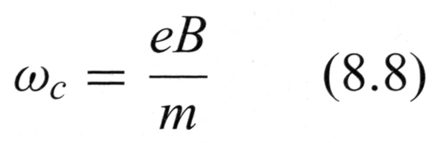 ω_c = eB/m (8.8)